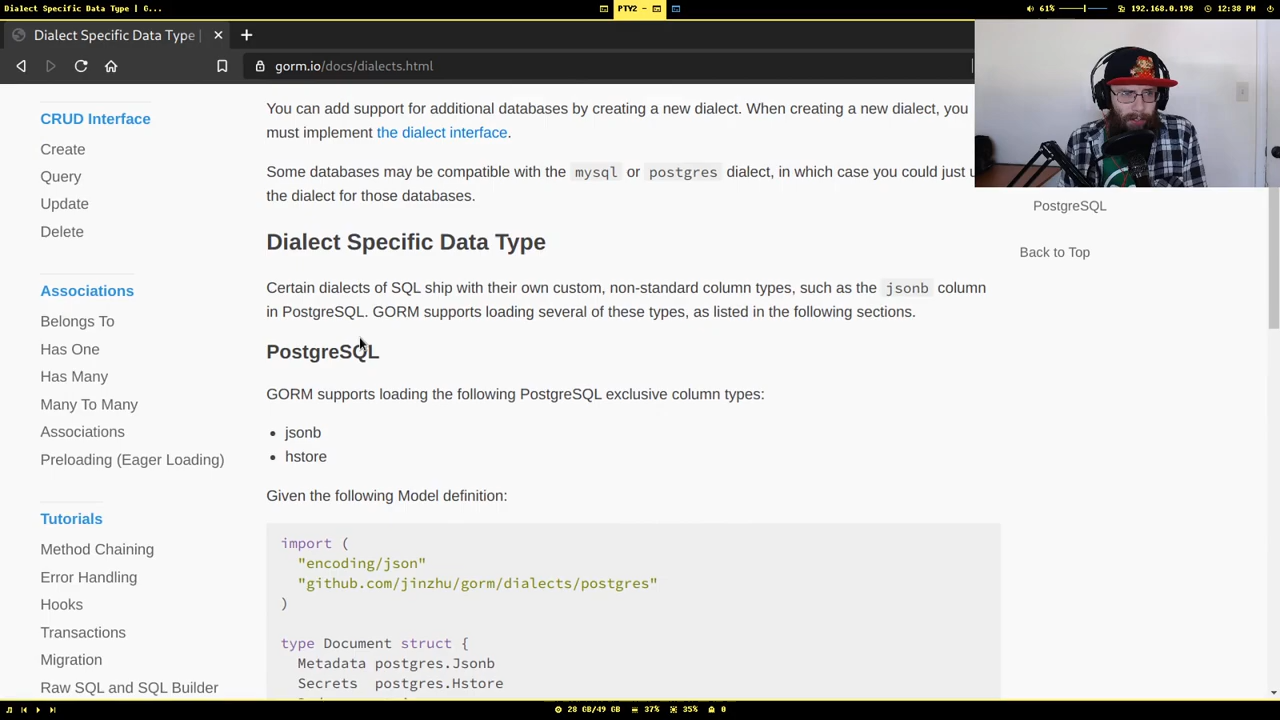 Dialect Specific Data Type | G...
PTY2 -
61%
192.168.0.198
12:38 PM
Dialect Specific Data Type |
gorm.io/docs/dialects.html
CRUD Interface
Create
Query
Update
Delete
Associations
Belongs To
Has One
Has Many
Many To Many
Associations
Preloading (Eager Loading)
Tutorials
Method Chaining
Error Handling
Hooks
Transactions
Migration
Raw SQL and SQL Builder
You can add support for additional databases by creating a new dialect. When creating a new dialect, you
must implement the dialect interface.
Some databases may be compatible with the mysql or postgres dialect, in which case you could just
the dialect for those databases.
Dialect Specific Data Type
Certain dialects of SQL ship with their own custom, non-standard column types, such as the jsonb column
in PostgreSQL. GORM supports loading several of these types, as listed in the following sections.
PostgreSQL
GORM supports loading the following PostgreSQL exclusive column types:
• jsonb
• hstore
Given the following Model definition:
import (
"encoding/json"
"github.com/jinzhu/gorm/dialects/postgres"
)
type Document struct {
Metadata postgres.Jsonb
Secrets postgres.Hstore
PostgreSQL
Back to Top
28 GB/49 GB
37%
35%
0